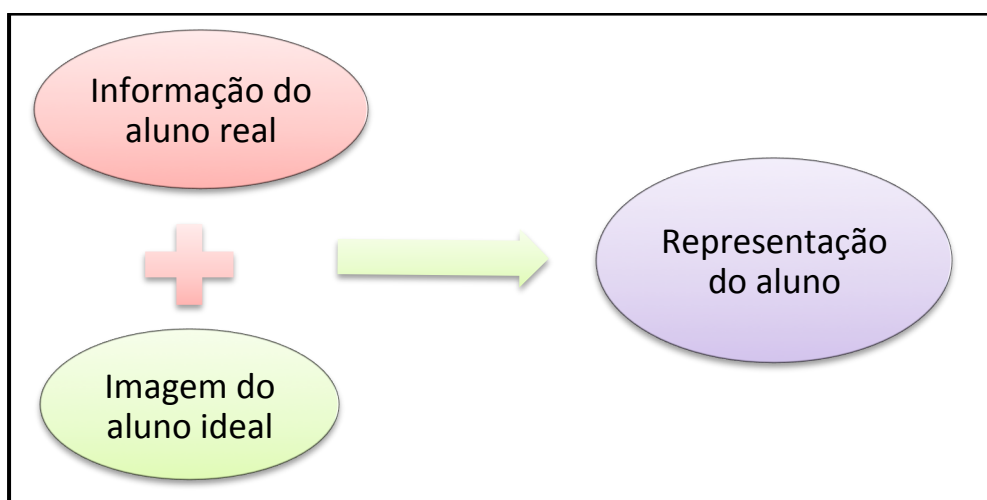 Informação do
aluno real
Imagem do
aluno ideal
Representação
do aluno